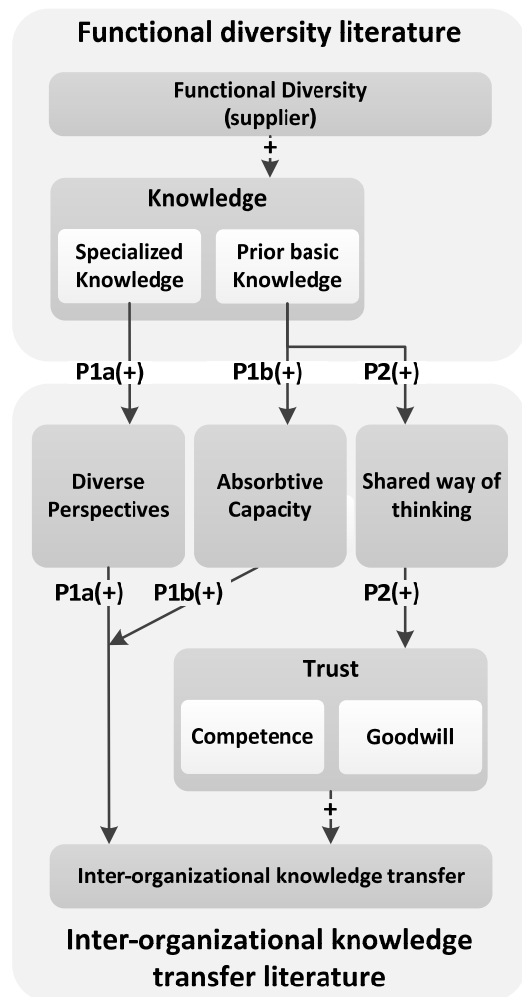 Functional diversity literature
Functional Diversity
(supplier)
+
Knowledge
Specialized
Knowledge
Prior basic
Knowledge
P1a(+)
P1b(+)
P2(+)
Diverse
Perspectives
Absorbtive
Capacity
Shared way of
thinking
P1a(+)
P1b(+)
P2(+)
Trust
Competence
Goodwill
+
Inter-organizational knowledge transfer
Inter-organizational knowledge
transfer literature